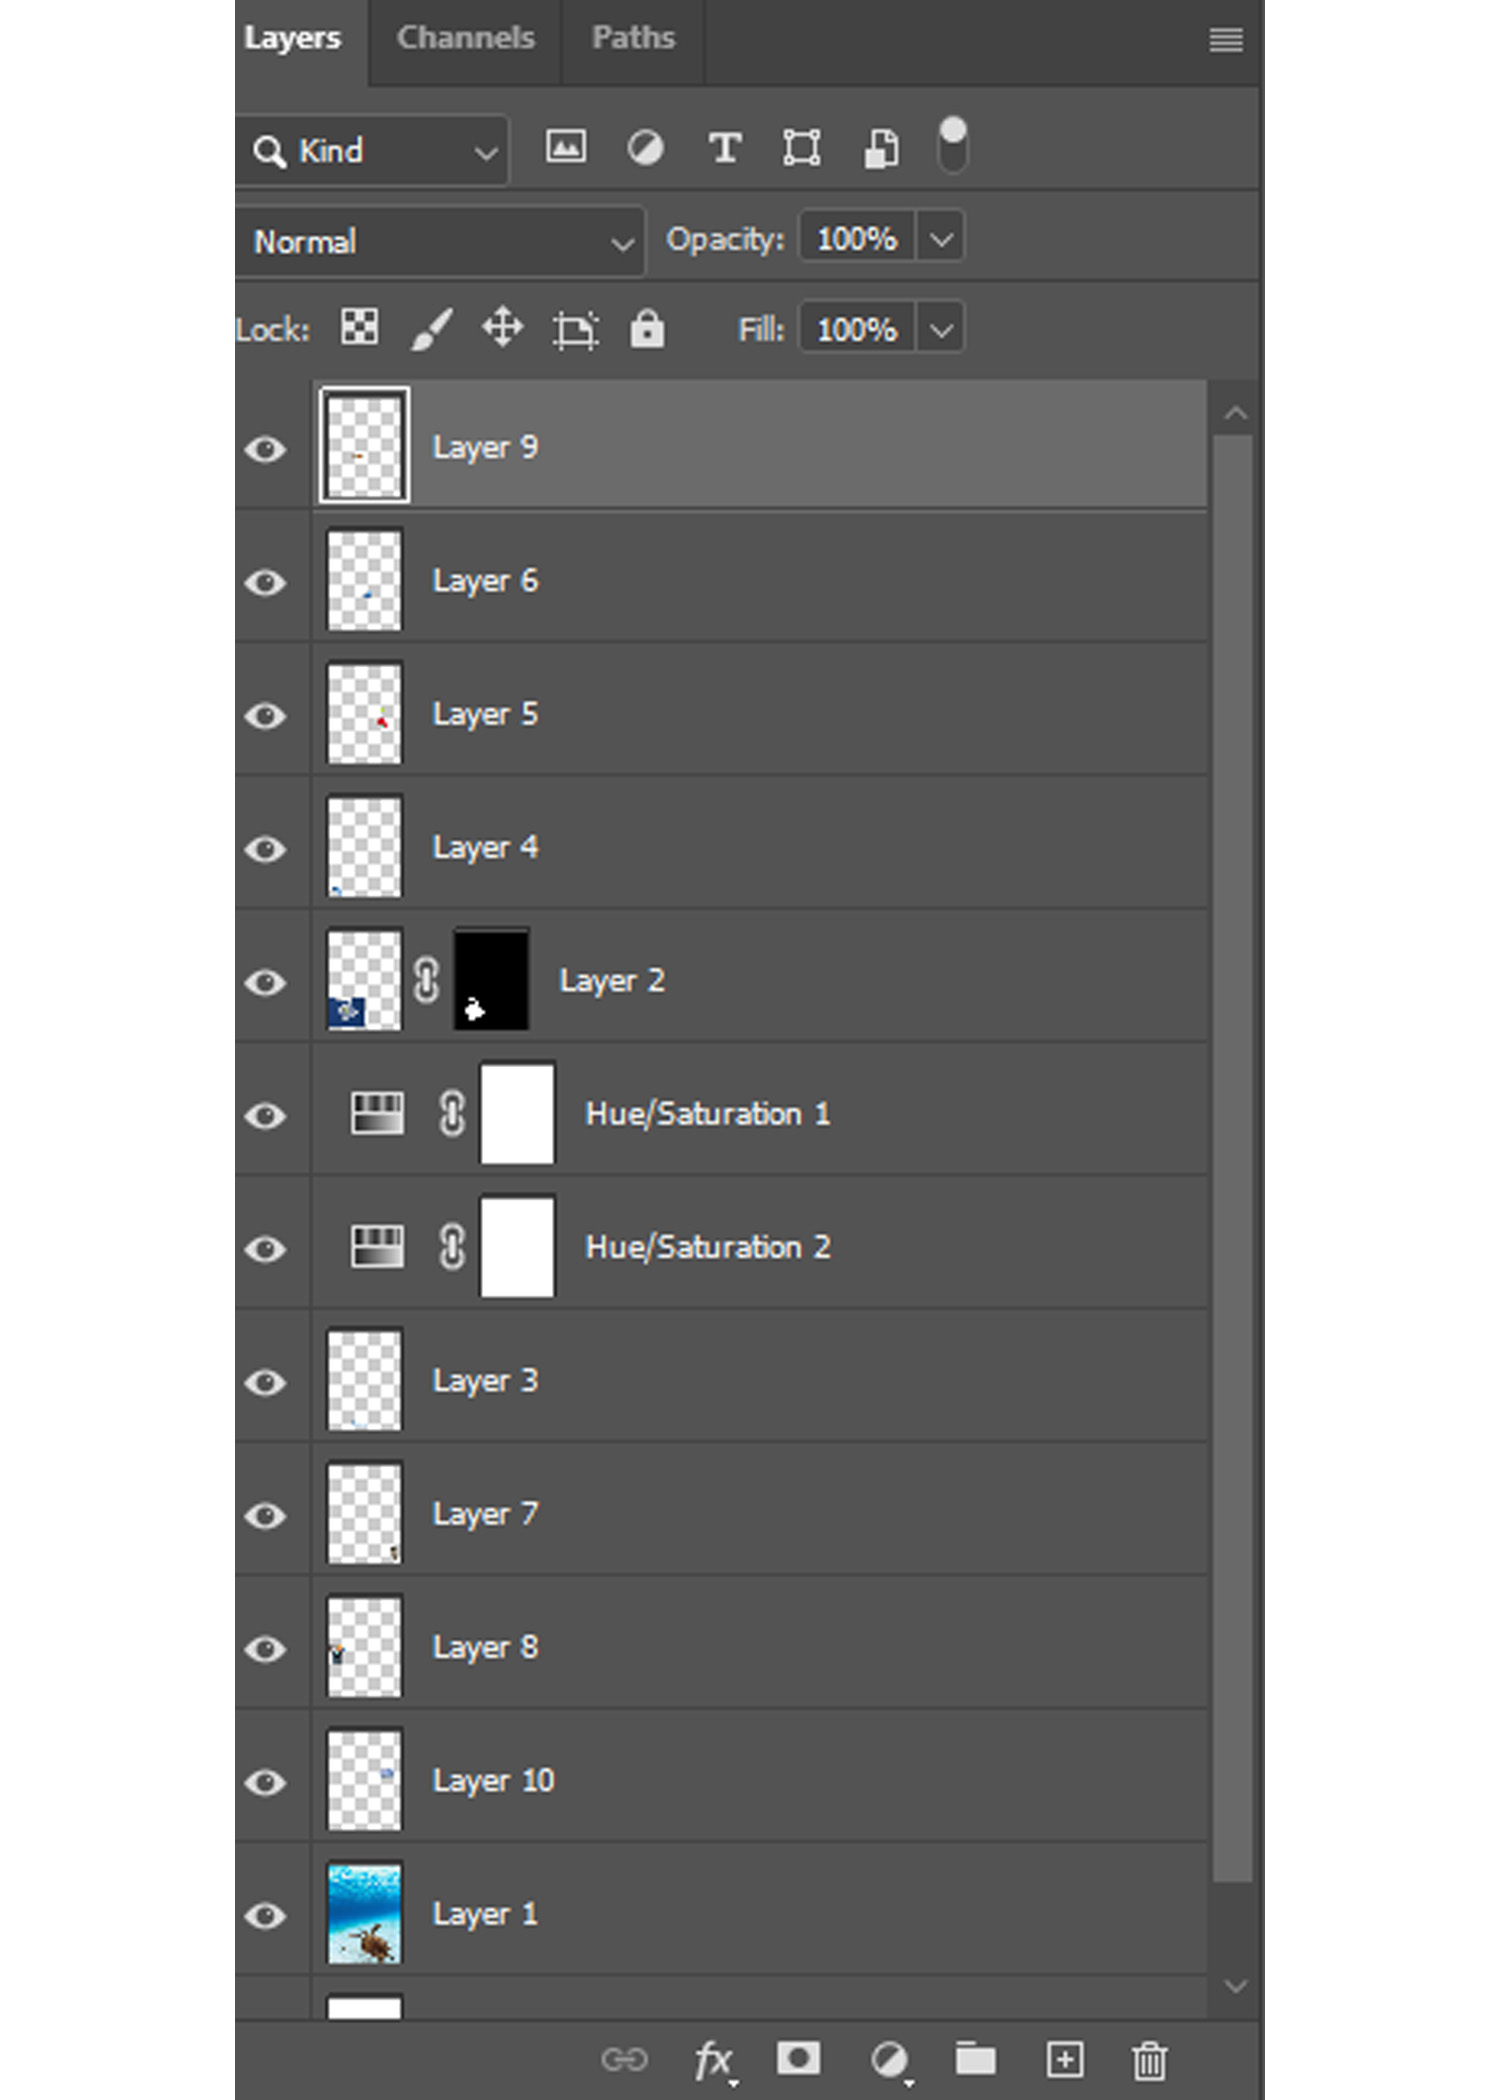 Layers Channels Paths
Kind
Normal Opacity: 100%
Lock: Fill: 100%
Layer 9
Layer 6
Layer 5
Layer 4
Layer 2
Hue/Saturation 1
Hue/Saturation 2
Layer 3
Layer 7
Layer 8
Layer 10
Layer 1
fx